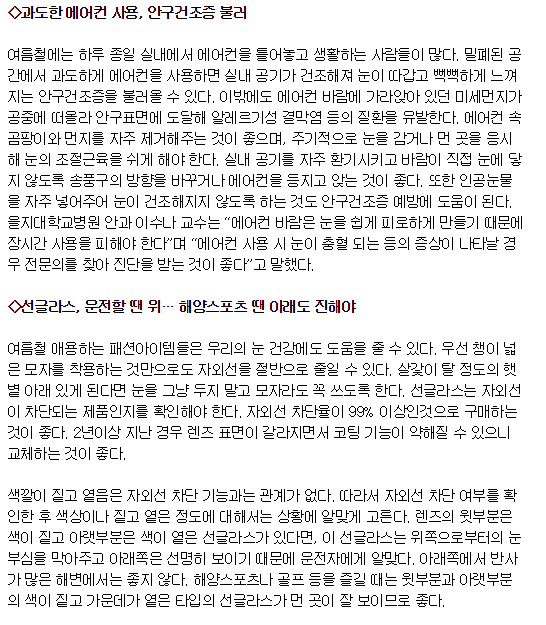 ◇과도한 에어컨 사용, 안구건조증 불러
여름철에는 하루 종일 실내에서 에어컨을 틀어놓고 생활하는 사람들이 많다. 밀폐된 공
간에서 과도하게 에어컨을 사용하면 실내 공기가 건조해져 눈이 따갑고 뻑뻑하게 느껴
지는 안구건조증을 불러올 수 있다. 이밖에도 에어컨 바람에 가라앉아 있던 미세먼지가
공중에 떠올라 안구표면에 도달해 알레르기성 결막염 등의 질환을 유발한다. 에어컨 속
곰팡이와 먼지를 자주 제거해주는 것이 좋으며, 주기적으로 눈을 감거나 먼 곳을 응시
해 눈의 조절근육을 쉬게 해야 한다. 실내 공기를 자주 환기시키고 바람이 직접 눈에 닿
지 않도록 송풍구의 방향을 바꾸거나 에어컨을 등지고 앉는 것이 좋다. 또한 인공눈물
을 자주 넣어주어 눈이 건조해지지 않도록 하는 것도 안구건조증 예방에 도움이 된다.
을지대학교병원 안과 이수나 교수는 “에어컨 바람은 눈을 쉽게 피로하게 만들기 때문에
장시간 사용을 피해야 한다”며 “에어컨 사용 시 눈이 충혈 되는 등의 증상이 나타날 경
우 전문의를 찾아 진단을 받는 것이 좋다”고 말했다.
◇선글라스, 운전할 땐 위… 해양스포츠 땐 아래도 진해야
여름철 애용하는 패션아이템들은 우리의 눈 건강에도 도움을 줄 수 있다. 우선 챙이 넓
은 모자를 착용하는 것만으로도 자외선을 절반으로 줄일 수 있다. 살갗이 탈 정도의 햇
볕 아래 있게 된다면 눈을 그냥 두지 말고 모자라도 꼭 쓰도록 한다. 선글라스는 자외선
이 차단되는 제품인지를 확인해야 한다. 자외선 차단율이 99% 이상인것으로 구매하는
것이 좋다. 2년이상 지난 경우 렌즈 표면이 갈라지면서 코팅 기능이 약해질 수 있으니
교체하는 것이 좋다.
색깔이 짙고 옅음은 자외선 차단 기능과는 관계가 없다. 따라서 자외선 차단 여부를 확
인한 후 색상이나 짙고 옅은 정도에 대해서는 상황에 알맞게 고른다. 렌즈의 윗부분은
색이 짙고 아랫부분은 색이 옅은 선글라스가 있다면, 이 선글라스는 위쪽으로부터의 눈
부심을 막아주고 아래쪽은 선명히 보이기 때문에 운전자에게 알맞다. 아래쪽에서 반사
가 많은 해변에서는 좋지 않다. 해양스포츠나 골프 등을 즐길 때는 윗부분과 아랫부분
의 색이 짙고 가운데가 옅은 타입의 선글라스가 먼 곳이 잘 보이므로 좋다.